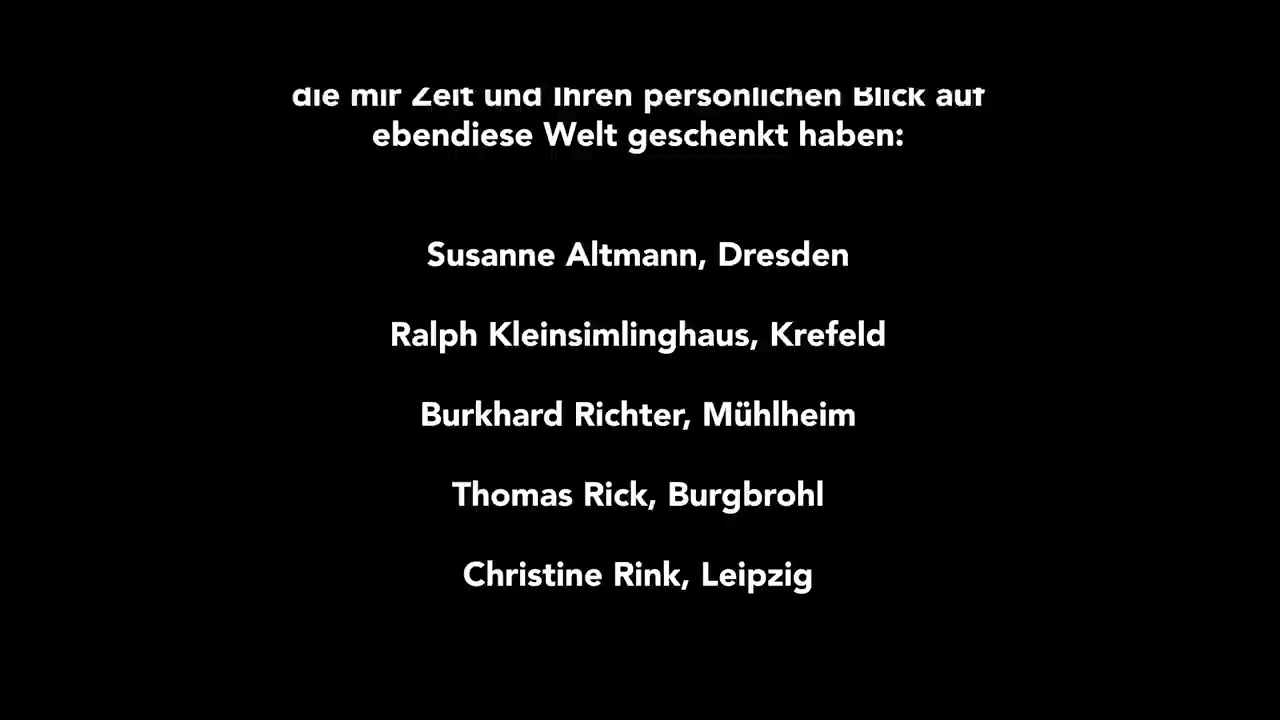 die mir Zeit und Ihren persönlichen Blick auf
ebendiese Welt geschenkt haben:
Susanne Altmann, Dresden
Ralph Kleinsimlinghaus, Krefeld
Burkhard Richter, Mühlheim
Thomas Rick, Burgbrohl
Christine Rink, Leipzig